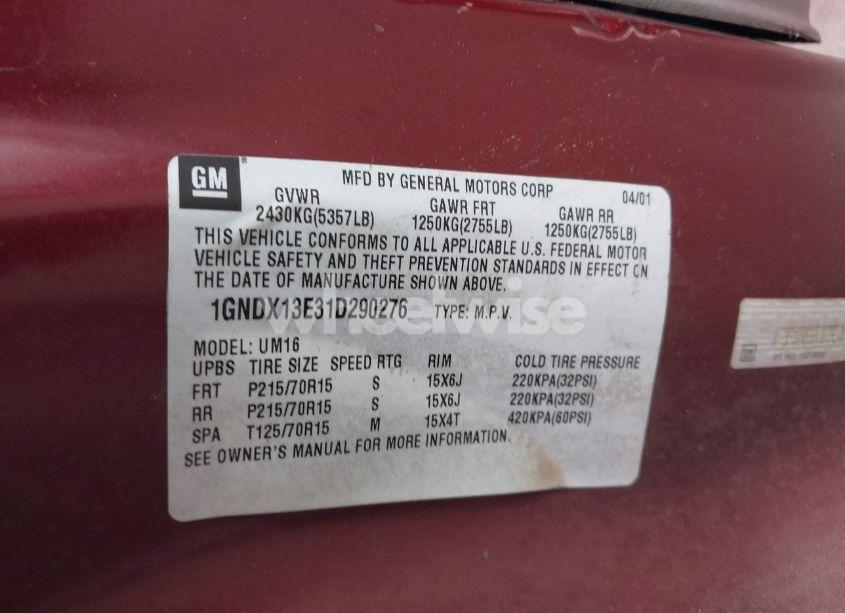 GM
MFD BY GENERAL MOTORS CORP 04/01
GVWR GAWR FRT GAWR RR
2430KG(5357LB) 1250KG(2755LB) 1250KG(2755LB)
THIS VEHICLE CONFORMS TO ALL APPLICABLE U.S. FEDERAL MOTOR
VEHICLE SAFETY AND THEFT PREVENTION STANDARDS IN EFFECT ON
THE DATE OF MANUFACTURE SHOWN ABOVE.
1GNDX13E31D290276 TYPE: M.P.V.
wheelwise
MODEL: UM16
UPBS TIRE SIZE SPEED RTG RIM COLD TIRE PRESSURE
FRT P215/70R15 S 15X6J 220KPA(32PSI)
RR P215/70R15 S 15X6J 220KPA(32PSI)
SPA T125/70R15 M 15X4T 420KPA(60PSI)
SEE OWNER'S MANUAL FOR MORE INFORMATION.
GM